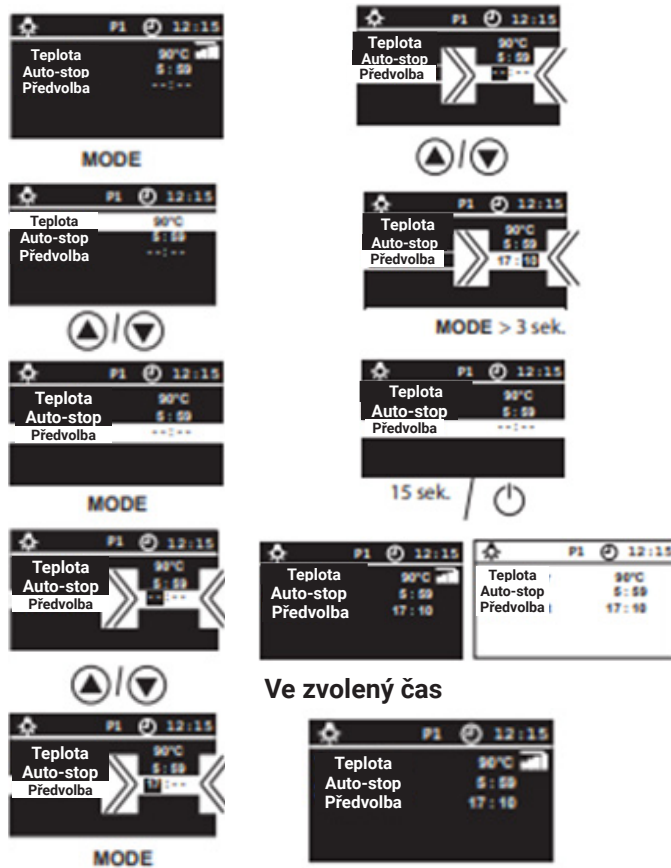 P1 12:15
Teplota 90°C
Auto-stop 5:59
Předvolba --:--
MODE
P1 12:15
Teplota 90°C
Auto-stop 5:59
Předvolba --:--
/
P1 12:15
Teplota 90°C
Auto-stop 5:59
Předvolba --:--
MODE
P1 12:15
Teplota 90°C
Auto-stop 5:59
Předvolba --:--
/
P1 12:15
Teplota 90°C
Auto-stop 5:59
Předvolba 17:--
MODE
P1 12:15
Teplota 90°C
Auto-stop 5:59
Předvolba --:--
/
P1 12:15
Teplota 90°C
Auto-stop 5:59
Předvolba 17:10
MODE > 3 sek.
P1 12:15
Teplota 90°C
Auto-stop 5:59
Předvolba --:--
15 sek. /
P1 12:15
Teplota 90°C
Auto-stop 5:59
Předvolba 17:10
P1 12:15
Teplota 90°C
Auto-stop 5:59
Předvolba 17:10
Ve zvolený čas
P1 12:15
Teplota 90°C
Auto-stop 5:59
Předvolba 17:10